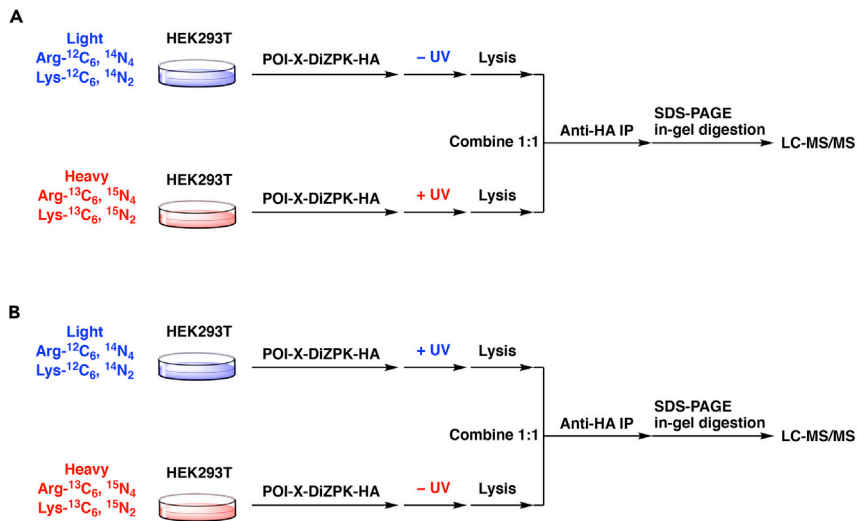 A
Light
Arg-¹²C₆, ¹⁴N₄
Lys-¹²C₆, ¹⁴N₂
HEK293T
POI-X-DiZPK-HA
– UV
Lysis
Combine 1:1
Anti-HA IP
SDS-PAGE
in-gel digestion
LC-MS/MS
Heavy
Arg-¹³C₆, ¹⁵N₄
Lys-¹³C₆, ¹⁵N₂
HEK293T
POI-X-DiZPK-HA
+ UV
Lysis
B
Light
Arg-¹²C₆, ¹⁴N₄
Lys-¹²C₆, ¹⁴N₂
HEK293T
POI-X-DiZPK-HA
+ UV
Lysis
Combine 1:1
Anti-HA IP
SDS-PAGE
in-gel digestion
LC-MS/MS
Heavy
Arg-¹³C₆, ¹⁵N₄
Lys-¹³C₆, ¹⁵N₂
HEK293T
POI-X-DiZPK-HA
– UV
Lysis